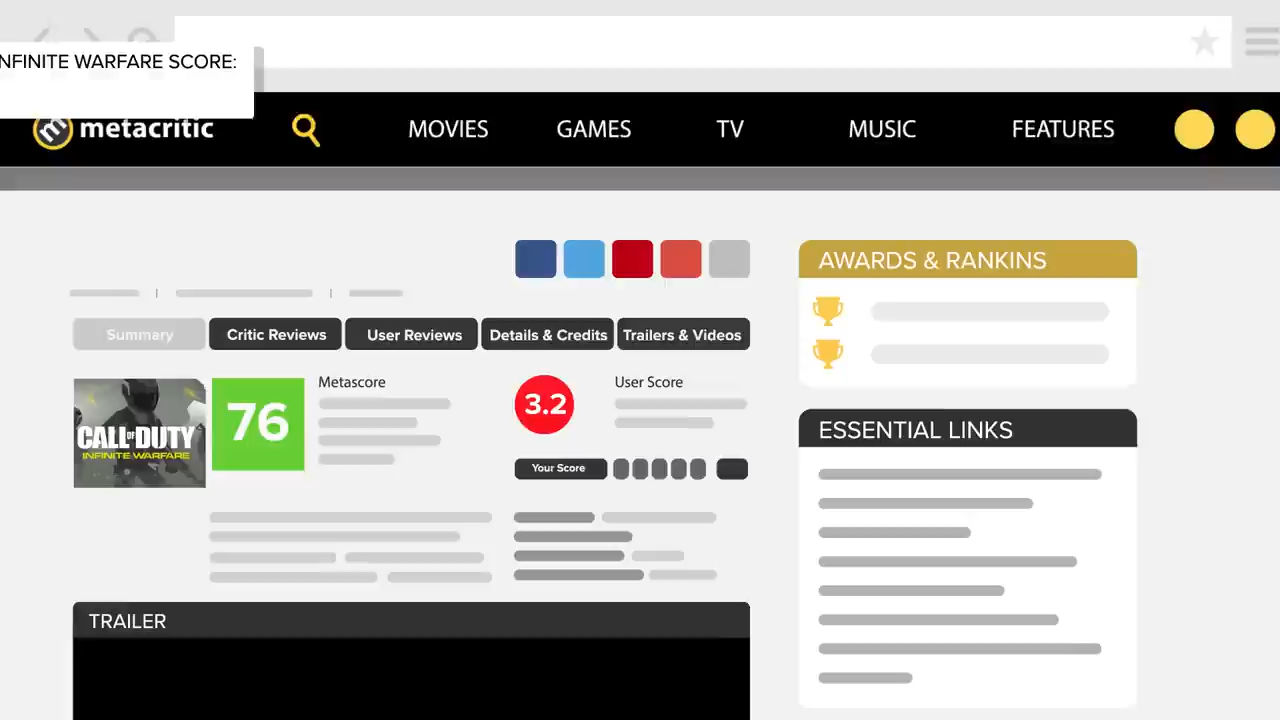 NFINITE WARFARE SCORE:
m metacritic
MOVIES GAMES TV MUSIC FEATURES
AWARDS & RANKINS
Summary Critic Reviews User Reviews Details & Credits Trailers & Videos
CALL OF DUTY
INFINITE WARFARE
76
Metascore
3.2
User Score
Your Score
ESSENTIAL LINKS
TRAILER